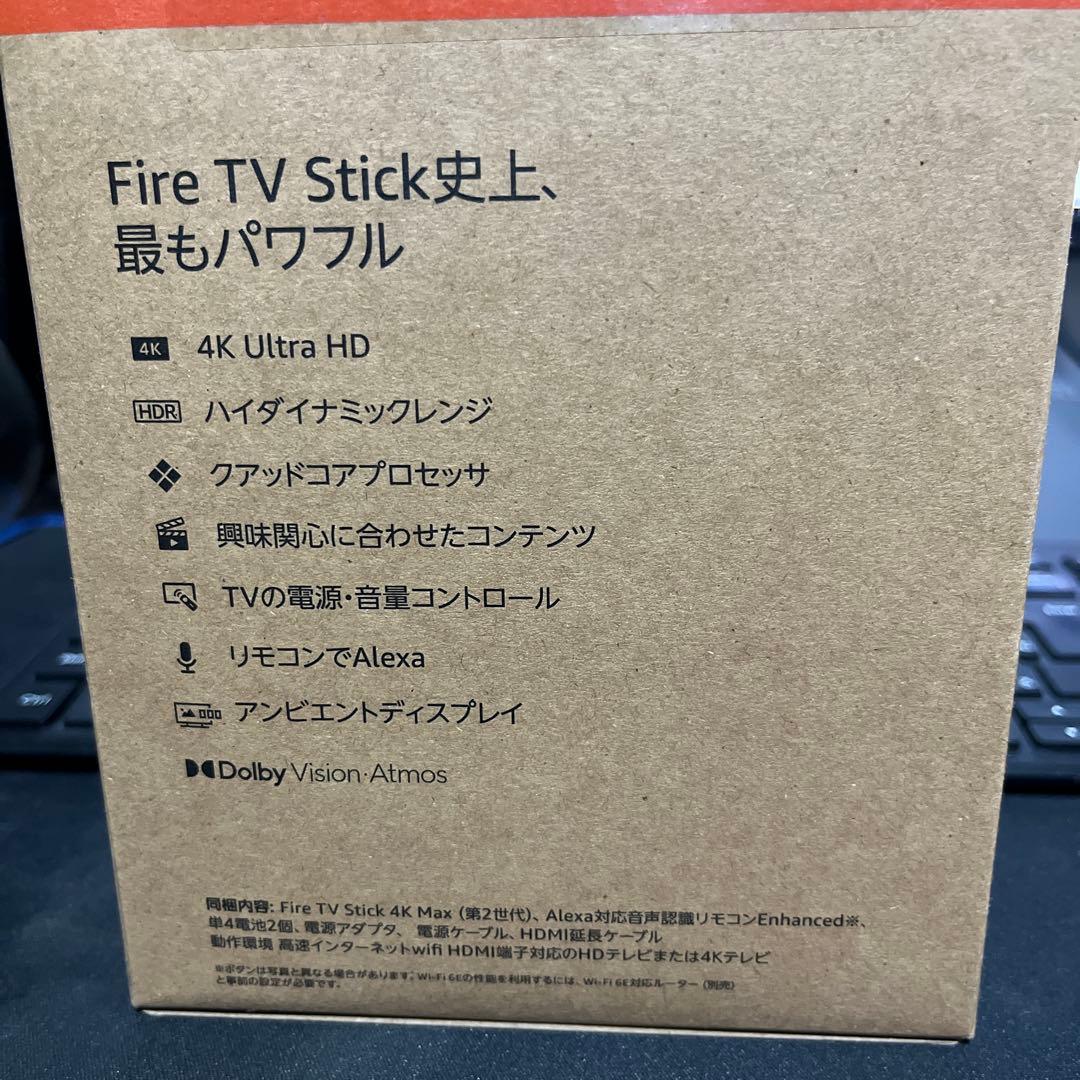 Fire TV Stick史上、
最もパワフル
4K 4K Ultra HD
HDR ハイダイナミックレンジ
クアッドコアプロセッサ
興味関心に合わせたコンテンツ
TVの電源・音量コントロール
リモコンでAlexa
アンビエントディスプレイ
Dolby Vision·Atmos
同梱内容: Fire TV Stick 4K Max (第2世代)、Alexa対応音声認識リモコンEnhanced※、
単4電池2個、電源アダプタ、 電源ケーブル、HDMI延長ケーブル
動作環境 高速インターネットwifi HDMI端子対応のHDテレビまたは4Kテレビ
※ボタンは写真と異なる場合があります。Wi-Fi 6Eの性能を利用するには、Wi-Fi 6E対応ルーター (別売)
と事前の設定が必要です。